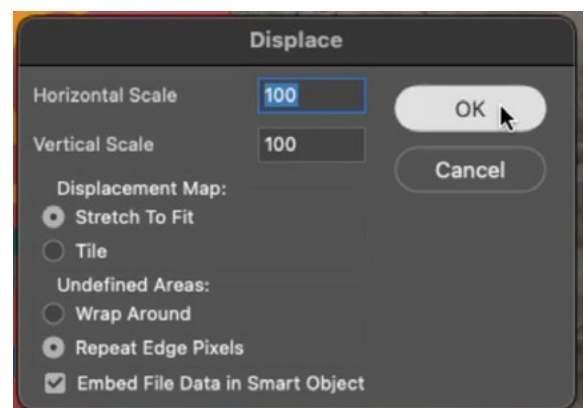 Displace
Horizontal Scale 100 OK
Vertical Scale 100 Cancel
Displacement Map:
Stretch To Fit
Tile
Undefined Areas:
Wrap Around
Repeat Edge Pixels
Embed File Data in Smart Object